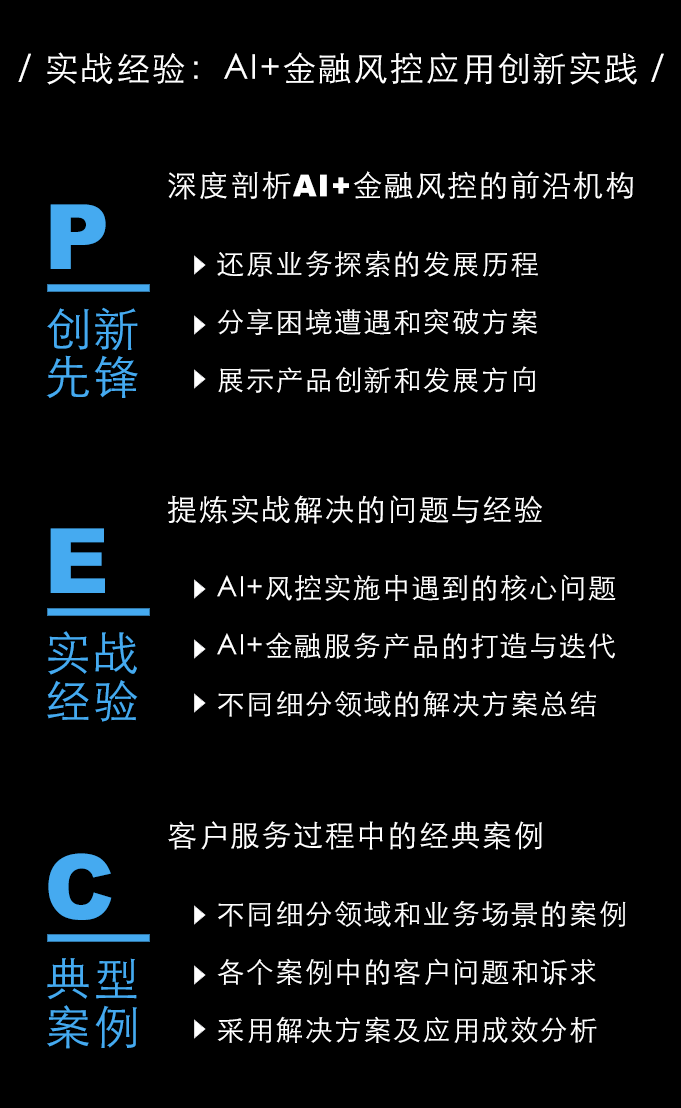 / 实战经验：AI+金融风控应用创新实践 /
深度剖析AI+金融风控的前沿机构
P
创新
先锋
还原业务探索的发展历程
分享困境遭遇和突破方案
展示产品创新和发展方向
提炼实战解决的问题与经验
E
实战
经验
AI+风控实施中遇到的核心问题
AI+金融服务产品的打造与迭代
不同细分领域的解决方案总结
客户服务过程中的经典案例
C
典型
案例
不同细分领域和业务场景的案例
各个案例中的客户问题和诉求
采用解决方案及应用成效分析